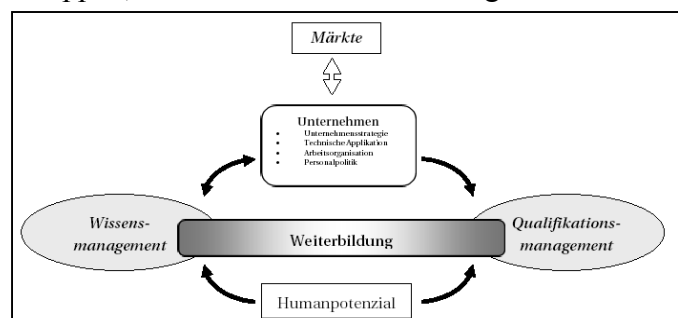 Märkte
Unternehmen
• Unternehmensstrategie
• Technische Applikation
• Arbeitsorganisation
• Personalpolitik
Wissens-
management
Weiterbildung
Qualifikations-
management
Humanpotenzial